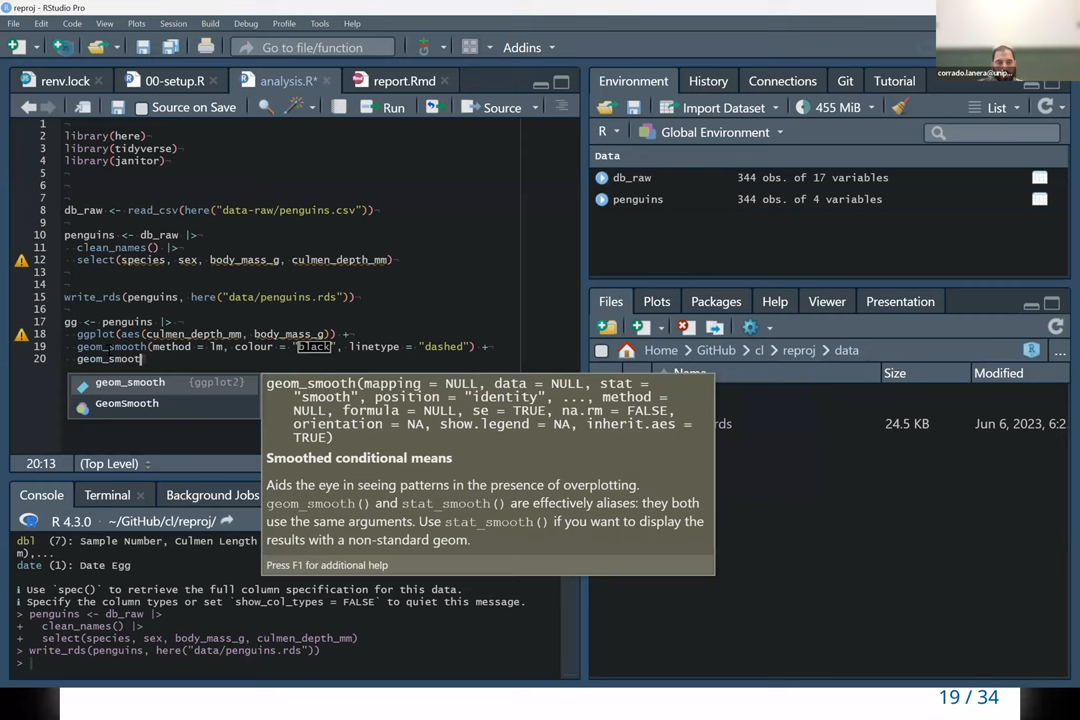 reproj - RStudio Pro
File Edit Code View Plots Session Build Debug Profile Tools Help
Go to file/function Addins
corrado.lanera@unip...
renv.lock 00-setup.R analysis.R* report.Rmd
Source on Save Run Source
1
2 library(here)
3 library(tidyverse)
4 library(janitor)
5
6
7
8 db_raw <- read_csv(here("data-raw/penguins.csv"))
9
10 penguins <- db_raw |>
11 clean_names() |>
12 select(species, sex, body_mass_g, culmen_depth_mm)
13
14
15 write_rds(penguins, here("data/penguins.rds"))
16
17 gg <- penguins |>
18 ggplot(aes(culmen_depth_mm, body_mass_g)) +
19 geom_smooth(method = lm, colour = "black", linetype = "dashed") +
20 geom_smoot
geom_smooth {ggplot2}
GeomSmooth
geom_smooth(mapping = NULL, data = NULL, stat =
"smooth", position = "identity", ..., method =
NULL, formula = NULL, se = TRUE, na.rm = FALSE,
orientation = NA, show.legend = NA, inherit.aes =
TRUE)
Smoothed conditional means
Aids the eye in seeing patterns in the presence of overplotting.
geom_smooth() and stat_smooth() are effectively aliases: they both
use the same arguments. Use stat_smooth() if you want to display the
results with a non-standard geom.
Press F1 for additional help
20:13 (Top Level)
Console Terminal Background Jobs
R 4.3.0 · ~/GitHub/cl/reproj/
dbl (7): Sample Number, Culmen Length
m),...
date (1): Date Egg
i Use `spec()` to retrieve the full column specification for this data.
i Specify the column types or set `show_col_types = FALSE` to quiet this message.
> penguins <- db_raw |>
+ clean_names() |>
+ select(species, sex, body_mass_g, culmen_depth_mm)
> write_rds(penguins, here("data/penguins.rds"))
>
Environment History Connections Git Tutorial
Import Dataset 455 MiB List
R Global Environment
Data
db_raw 344 obs. of 17 variables
penguins 344 obs. of 4 variables
Files Plots Packages Help Viewer Presentation
Home GitHub cl reproj data ...
Name Size Modified
rds 24.5 KB Jun 6, 2023, 6:2
19 / 34